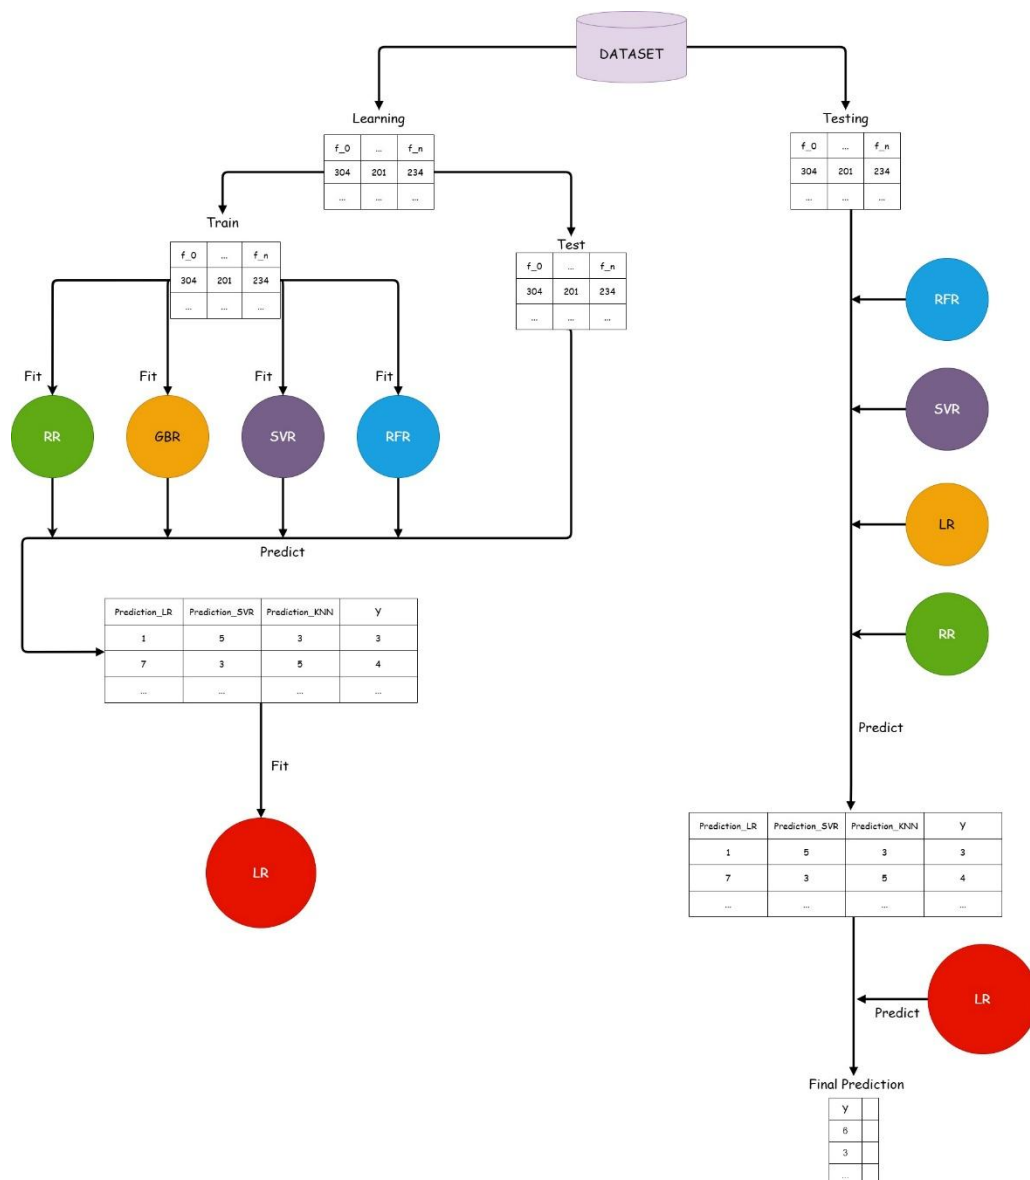 DATASET
Learning
Testing
f_0 ... f_n
304 201 234
... ... ...
f_0 ... f_n
304 201 234
... ... ...
Train
Test
f_0 ... f_n
304 201 234
... ... ...
f_0 ... f_n
304 201 234
... ... ...
Fit Fit Fit Fit
RR GBR SVR RFR
Predict
Prediction_LR Prediction_SVR Prediction_KNN Y
1 5 3 3
7 3 5 4
... ... ... ...
Fit
LR
RFR
SVR
LR
RR
Predict
Prediction_LR Prediction_SVR Prediction_KNN Y
1 5 3 3
7 3 5 4
... ... ... ...
LR
Predict
Final Prediction
Y
6
3
...